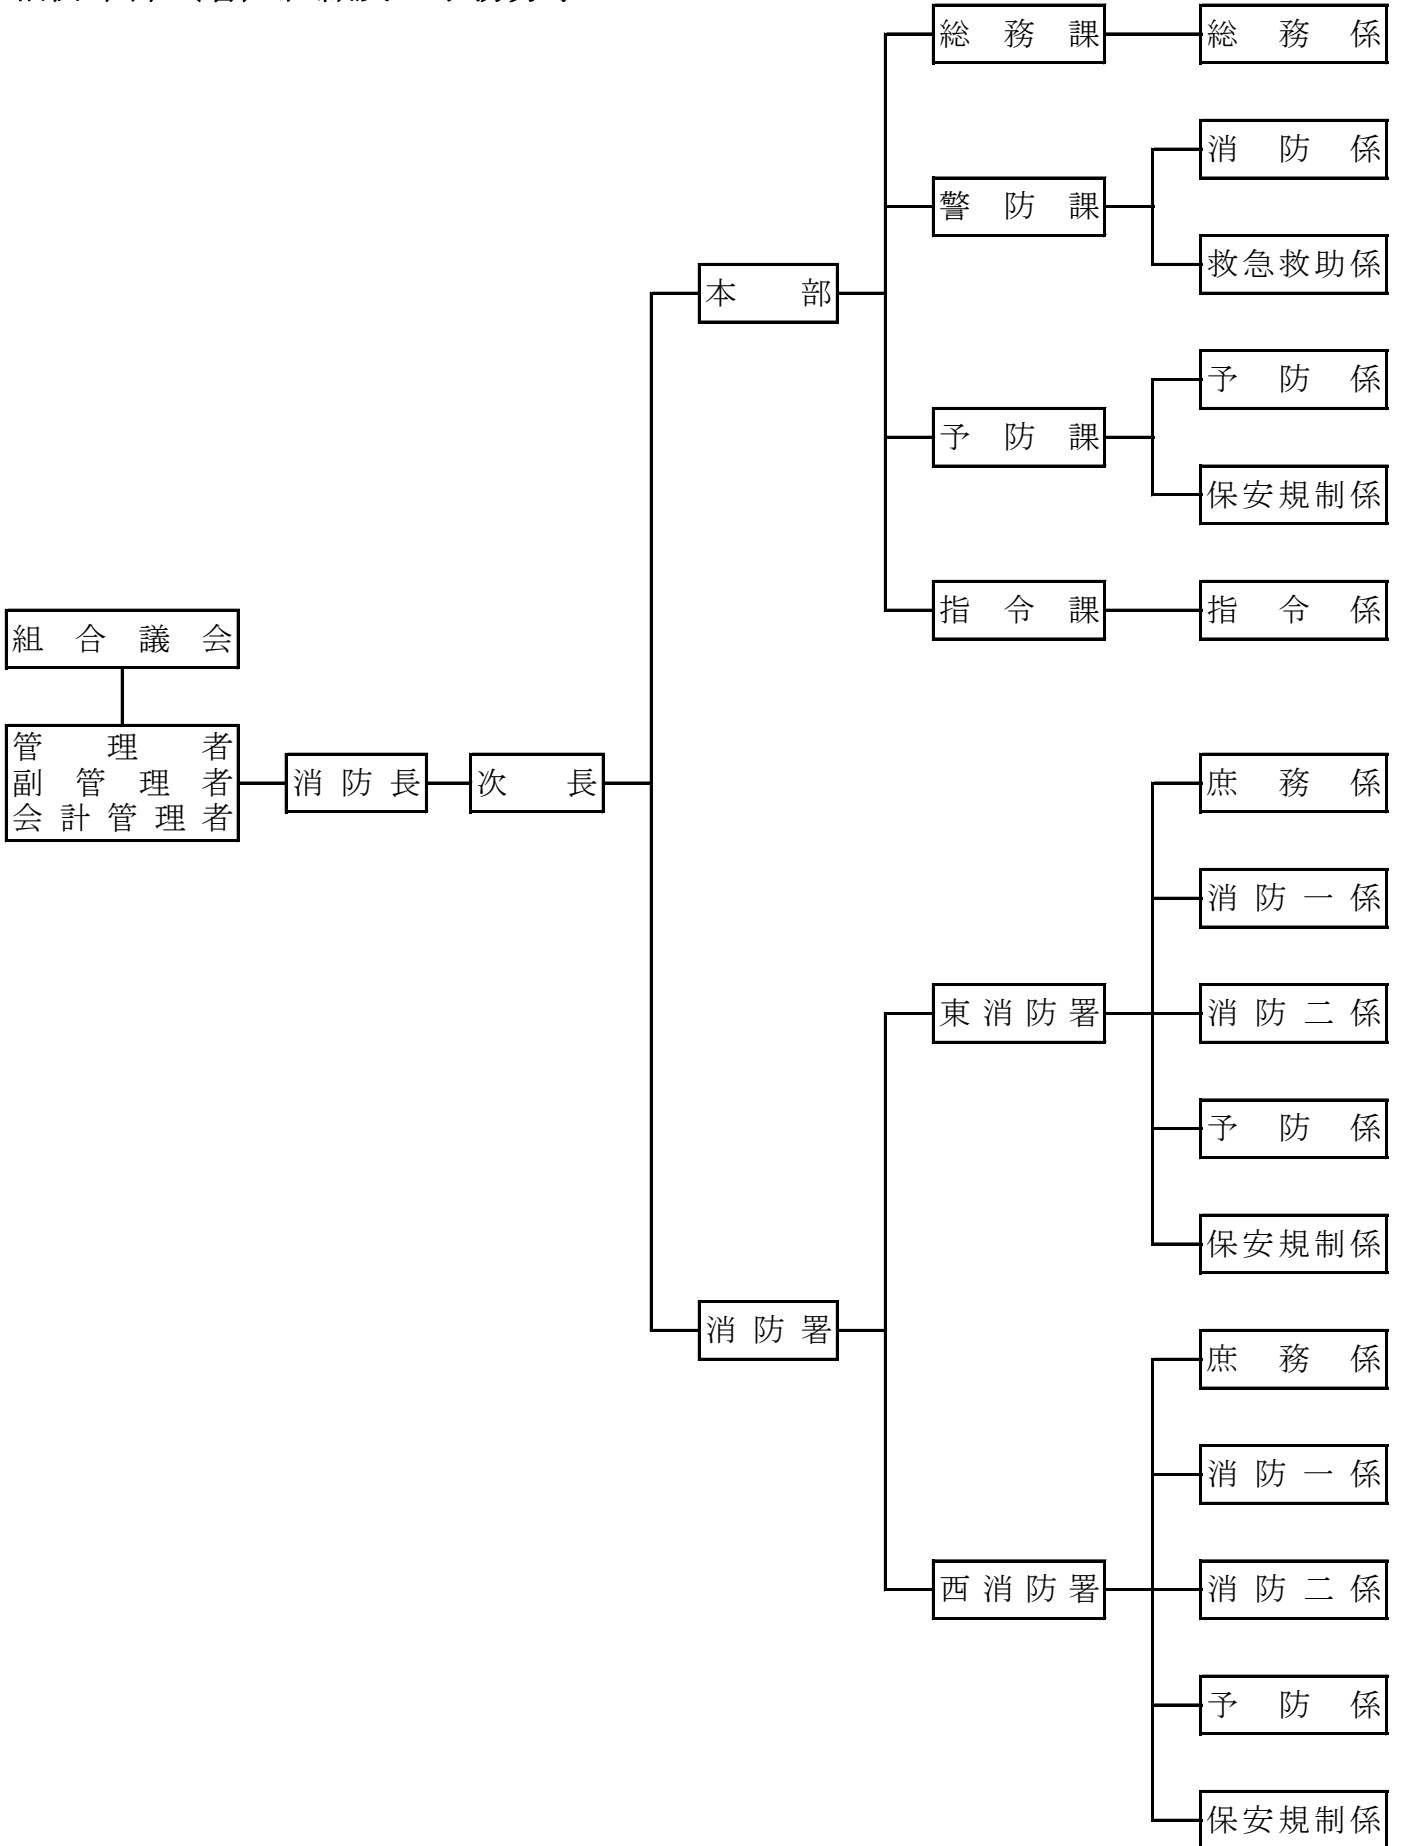 総務課
総務係
消防係
警防課
救急救助係
本部
予防係
予防課
保安規制係
指令課
指令係
組合議会
管理者
副管理者
会計管理者
消防長
次長
庶務係
消防一係
東消防署
消防二係
予防係
保安規制係
消防署
庶務係
消防一係
西消防署
消防二係
予防係
保安規制係